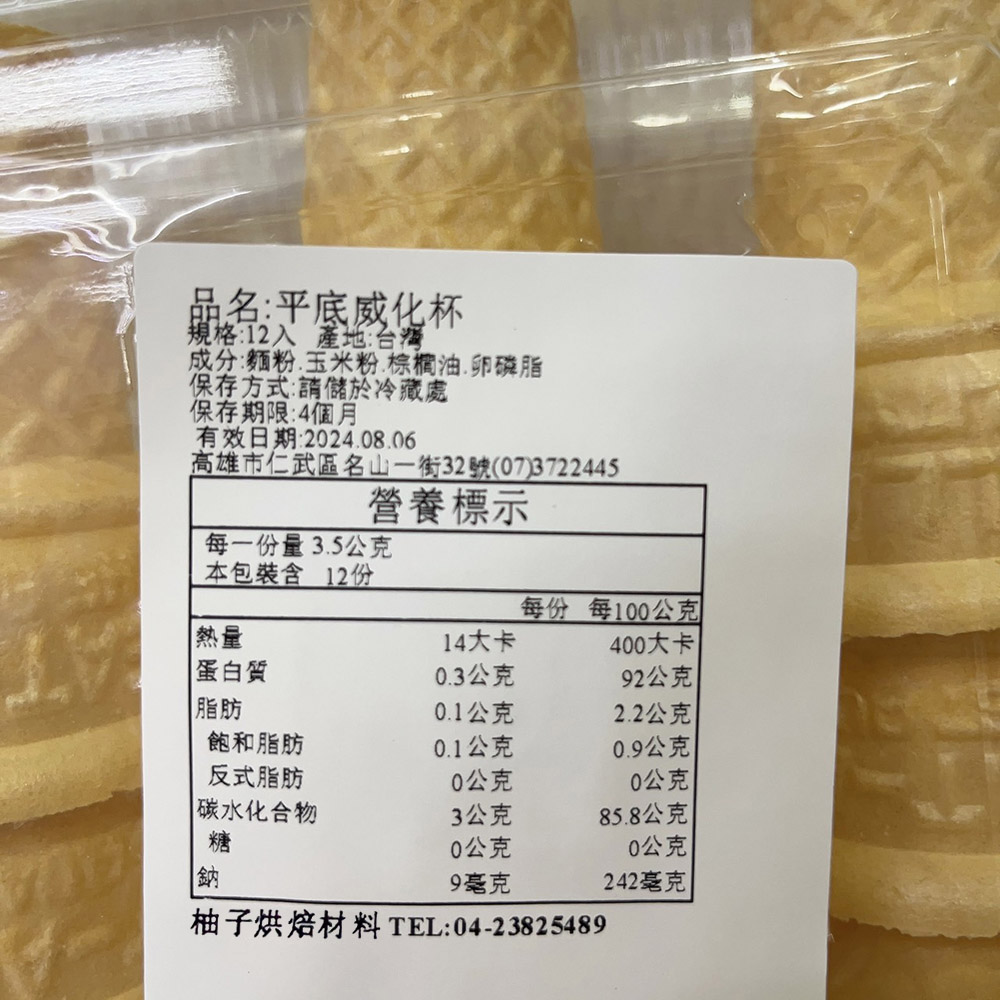 品名:平底威化杯
規格:12入 產地:台灣
成分:麵粉.玉米粉.棕櫚油.卵磷脂
保存方式:請儲於冷藏處
保存期限:4個月
有效日期:2024.08.06
高雄市仁武區名山一街32號(07)3722445
營養標示
每一份量 3.5公克
本包裝含 12份
每份 每100公克
熱量 14大卡 400大卡
蛋白質 0.3公克 92公克
脂肪 0.1公克 2.2公克
飽和脂肪 0.1公克 0.9公克
反式脂肪 0公克 0公克
碳水化合物 3公克 85.8公克
糖 0公克 0公克
鈉 9毫克 242毫克
柚子烘焙材料 TEL:04-23825489